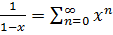 1/(1−x) = ∑_{n=0}^{∞} x^n